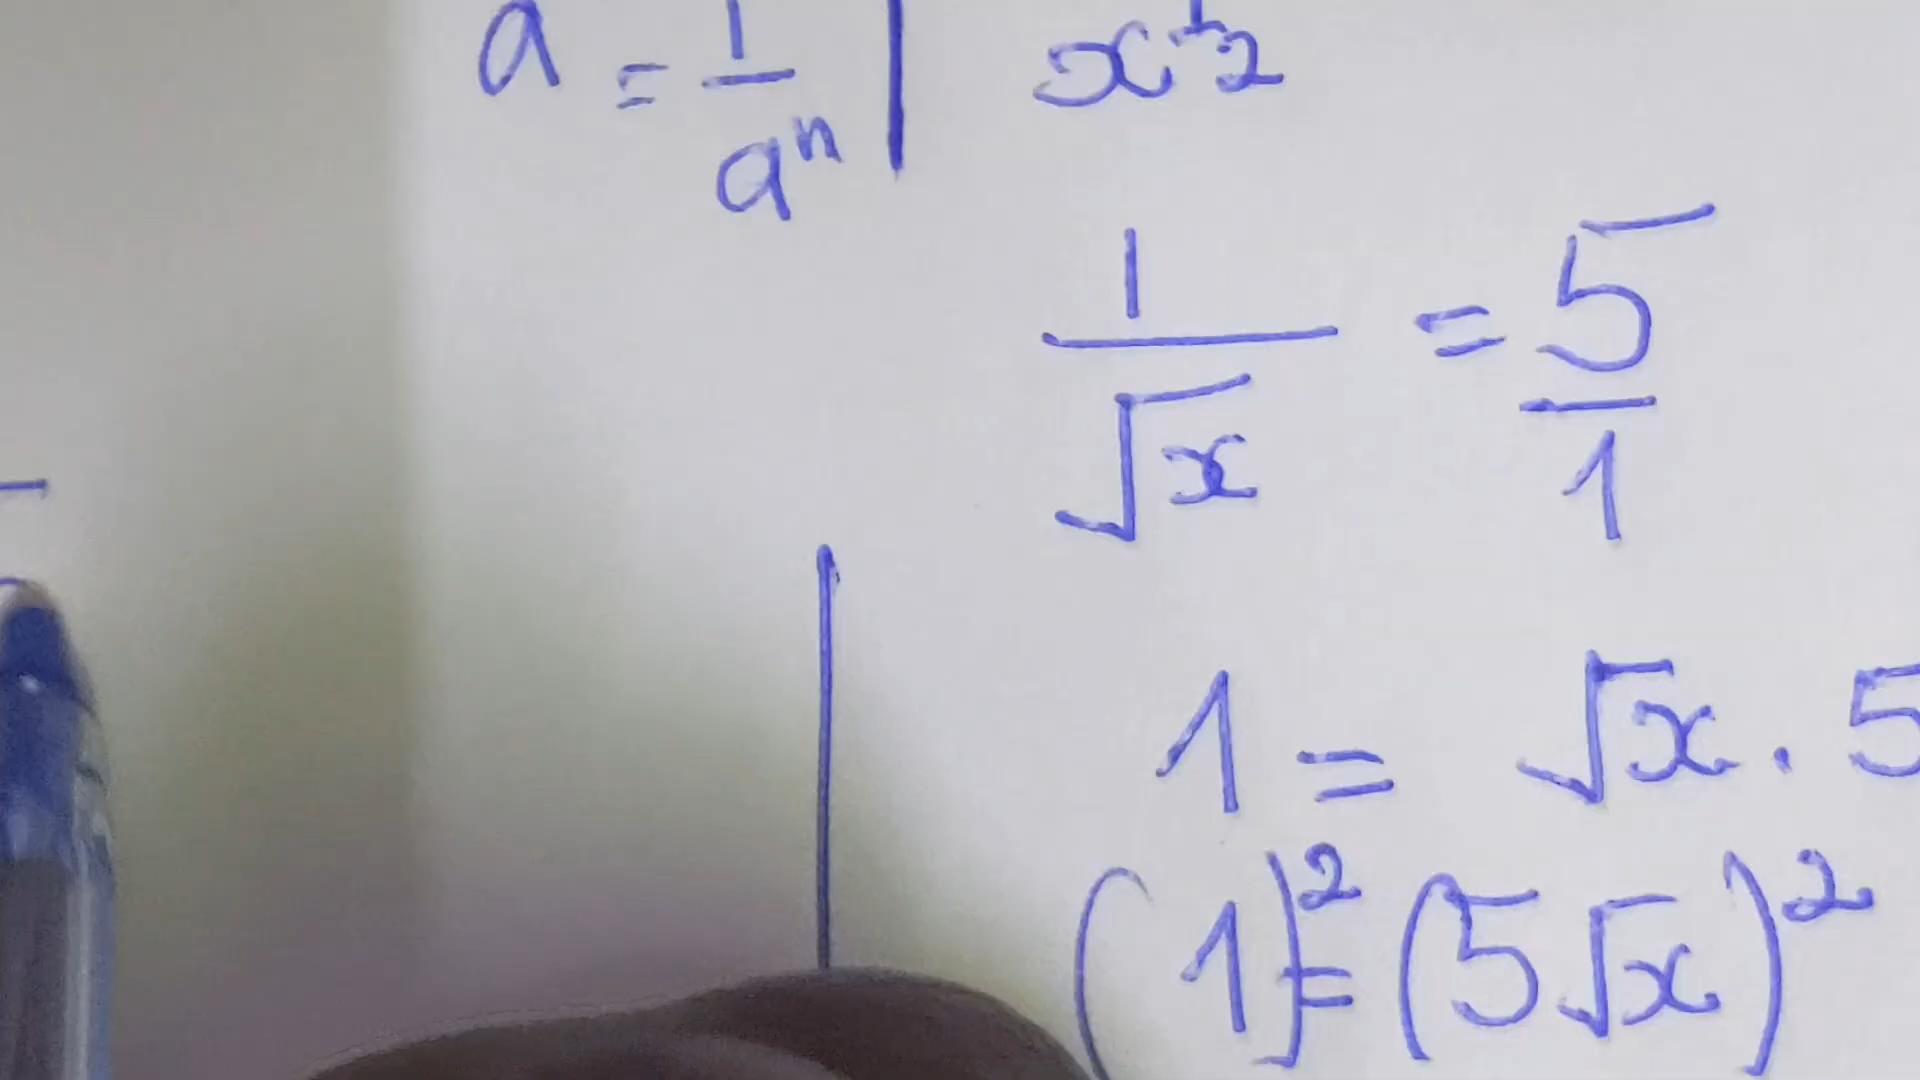 a = 1/aⁿ | x^1/2
1/√x = 5/1
1 = √x . 5
(1)² = (5√x)²